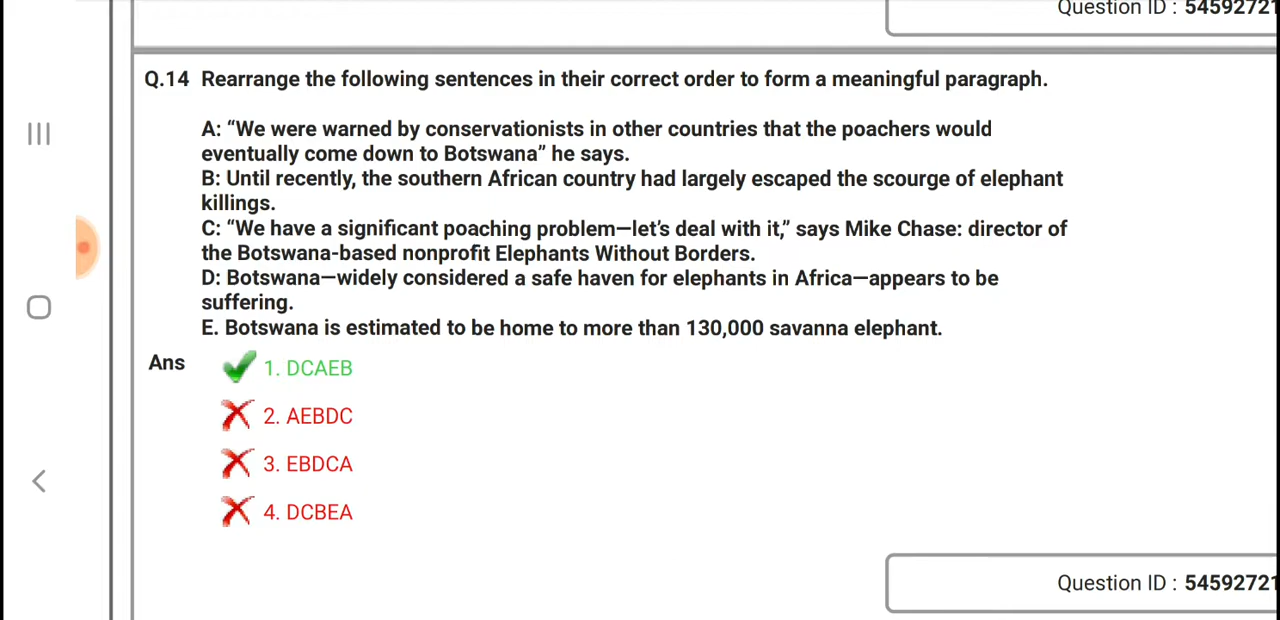 Question ID : 54592721
Q.14 Rearrange the following sentences in their correct order to form a meaningful paragraph.
A: “We were warned by conservationists in other countries that the poachers would
eventually come down to Botswana” he says.
B: Until recently, the southern African country had largely escaped the scourge of elephant
killings.
C: “We have a significant poaching problem—let's deal with it,” says Mike Chase: director of
the Botswana-based nonprofit Elephants Without Borders.
D: Botswana—widely considered a safe haven for elephants in Africa—appears to be
suffering.
E. Botswana is estimated to be home to more than 130,000 savanna elephant.
Ans
1. DCAEB
2. AEBDC
3. EBDCA
4. DCBEA
Question ID : 54592721